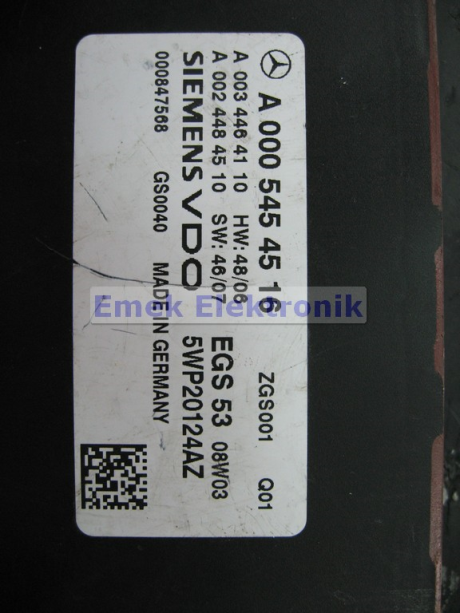 A 000 545 45 16 ZGS001 Q01
A 003 446 41 10 HW: 48/06 EGS 53 08W03
A 002 448 45 10 SW: 46/07
SIEMENS VDO 5WP20124AZ
000847568 GS0040 MADE IN GERMANY
Emek Elektronik